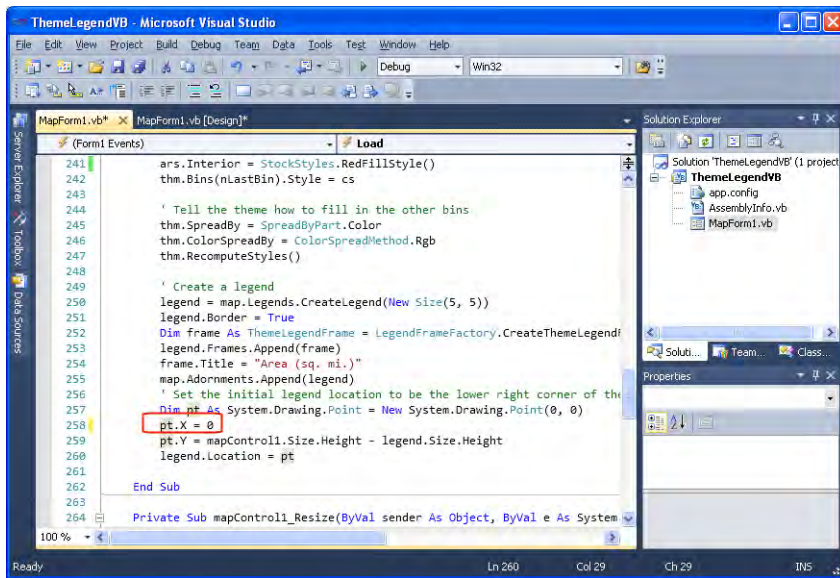 ThemeLegendVB - Microsoft Visual Studio
File Edit View Project Build Debug Team Data Tools Test Window Help
Debug Win32
MapForm1.vb* MapForm1.vb [Design]*
Solution Explorer
(Form1 Events) Load
Server Explorer
Toolbox
Data Sources
241 ars.Interior = StockStyles.RedFillStyle()
242 thm.Bins(nLastBin).Style = cs
243
244 ' Tell the theme how to fill in the other bins
245 thm.SpreadBy = SpreadByPart.Color
246 thm.ColorSpreadBy = ColorSpreadMethod.Rgb
247 thm.RecomputeStyles()
248
249 ' Create a legend
250 legend = map.Legends.CreateLegend(New Size(5, 5))
251 legend.Border = True
252 Dim frame As ThemeLegendFrame = LegendFrameFactory.CreateThemeLegendF
253 legend.Frames.Append(frame)
254 frame.Title = "Area (sq. mi.)"
255 map.Adornments.Append(legend)
256 ' Set the initial legend location to be the lower right corner of the
257 Dim pt As System.Drawing.Point = New System.Drawing.Point(0, 0)
258 pt.X = 0
259 pt.Y = mapControl1.Size.Height - legend.Size.Height
260 legend.Location = pt
261
262 End Sub
263
264 Private Sub mapControl1_Resize(ByVal sender As Object, ByVal e As System
100 %
Solution 'ThemeLegendVB' (1 project
ThemeLegendVB
app.config
AssemblyInfo.vb
MapForm1.vb
Soluti... Team... Class...
Properties
Ready Ln 260 Col 29 Ch 29 INS